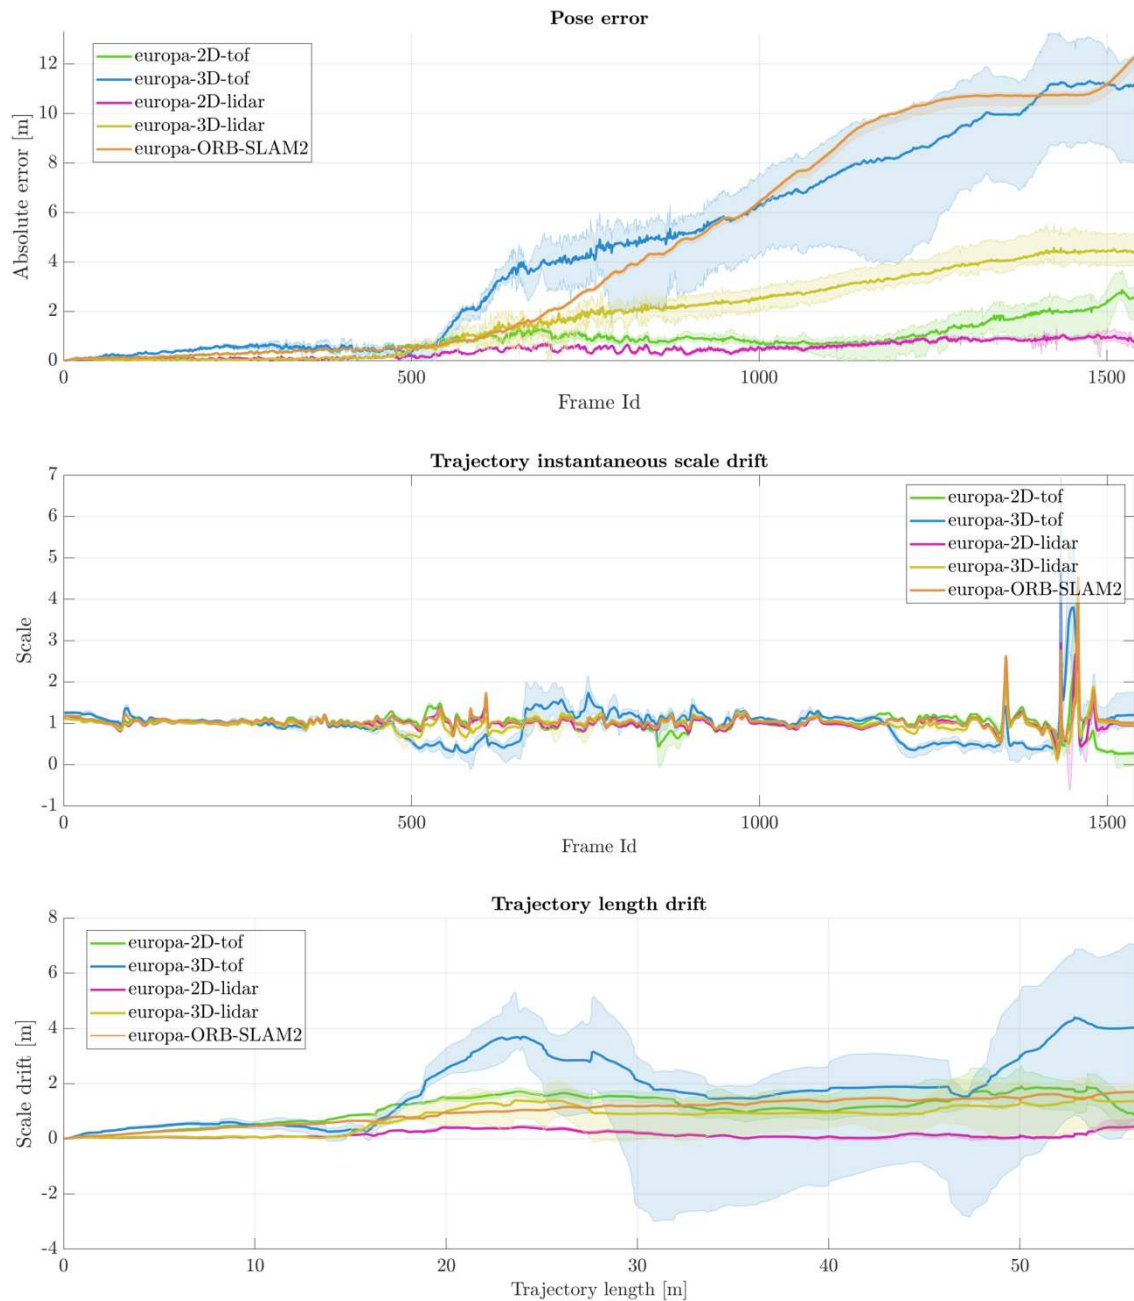 Pose error
europa-2D-tof
europa-3D-tof
europa-2D-lidar
europa-3D-lidar
europa-ORB-SLAM2
Absolute error [m]
12
10
8
6
4
2
0
0 500 1000 1500
Frame Id
Trajectory instantaneous scale drift
europa-2D-tof
europa-3D-tof
europa-2D-lidar
europa-3D-lidar
europa-ORB-SLAM2
Scale
7
6
5
4
3
2
1
0
-1
0 500 1000 1500
Frame Id
Trajectory length drift
europa-2D-tof
europa-3D-tof
europa-2D-lidar
europa-3D-lidar
europa-ORB-SLAM2
Scale drift [m]
8
6
4
2
0
-2
-4
0 10 20 30 40 50
Trajectory length [m]